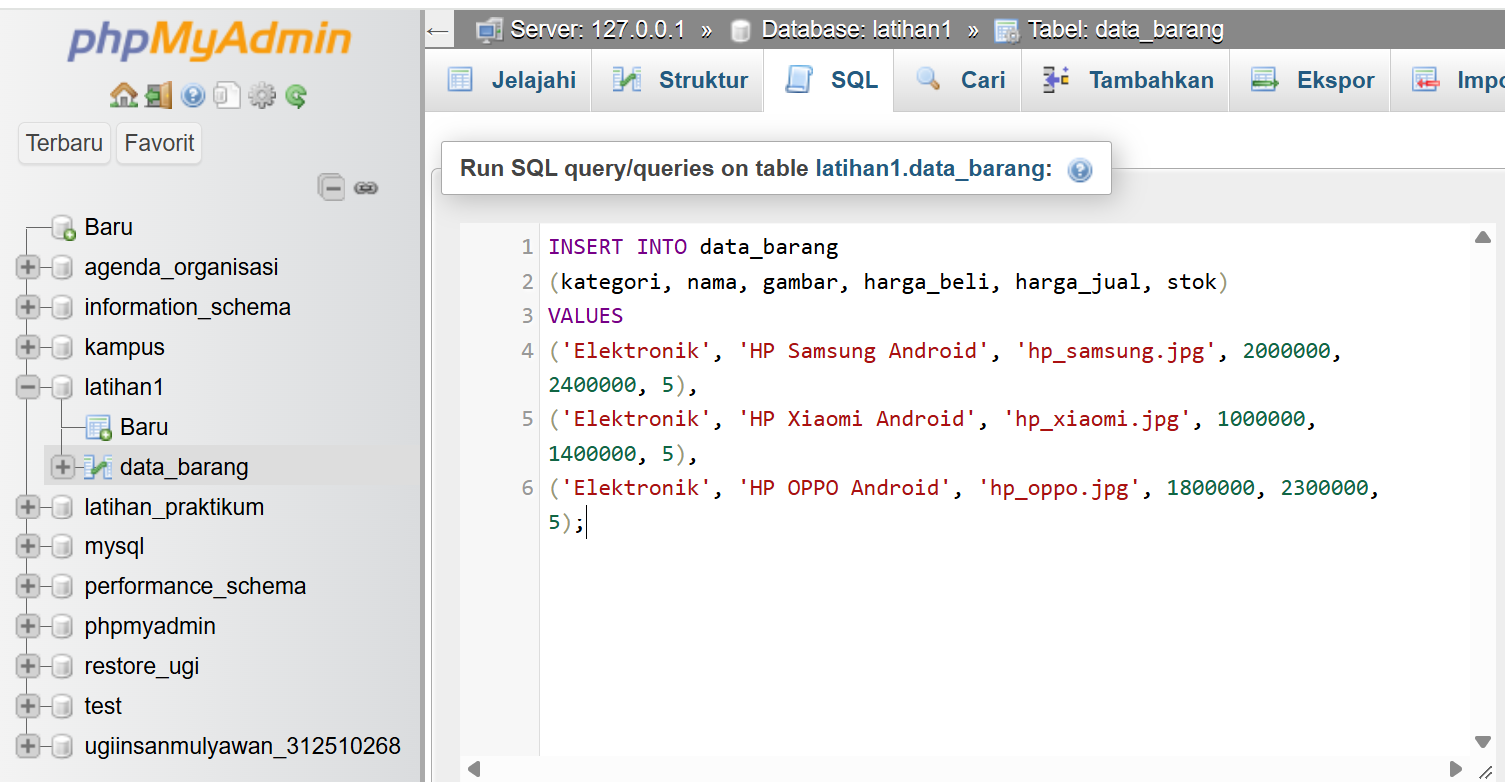 phpMyAdmin
Terbaru
Favorit
Baru
agenda_organisasi
information_schema
kampus
latihan1
Baru
data_barang
latihan_praktikum
mysql
performance_schema
phpmyadmin
restore_ugi
test
ugiinsanmulyawan_312510268
← Server: 127.0.0.1 » Database: latihan1 » Tabel: data_barang
Jelajahi Struktur SQL Cari Tambahkan Ekspor Impo
Run SQL query/queries on table latihan1.data_barang:
1 INSERT INTO data_barang
2 (kategori, nama, gambar, harga_beli, harga_jual, stok)
3 VALUES
4 ('Elektronik', 'HP Samsung Android', 'hp_samsung.jpg', 2000000,
2400000, 5),
5 ('Elektronik', 'HP Xiaomi Android', 'hp_xiaomi.jpg', 1000000,
1400000, 5),
6 ('Elektronik', 'HP OPPO Android', 'hp_oppo.jpg', 1800000, 2300000,
5);